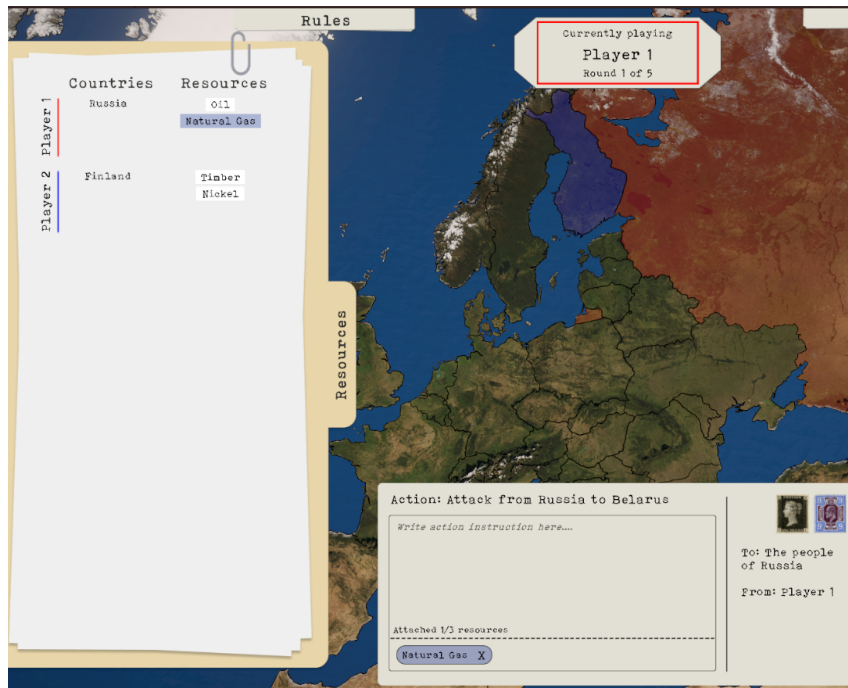 Rules
Currently playing
Player 1
Round 1 of 5
Countries Resources
Player 1
Russia
Oil
Natural Gas
Player 2
Finland
Timber
Nickel
Resources
Action: Attack from Russia to Belarus
Write action instruction here....
Attached 1/3 resources
Natural Gas X
To: The people
of Russia
From: Player 1